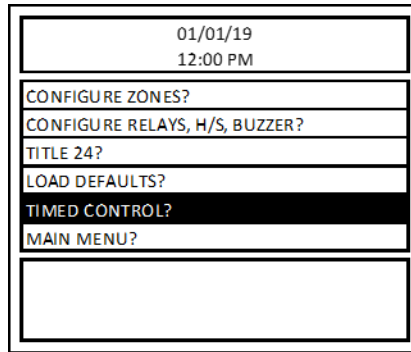 01/01/19
12:00 PM
CONFIGURE ZONES?
CONFIGURE RELAYS, H/S, BUZZER?
TITLE 24?
LOAD DEFAULTS?
TIMED CONTROL?
MAIN MENU?